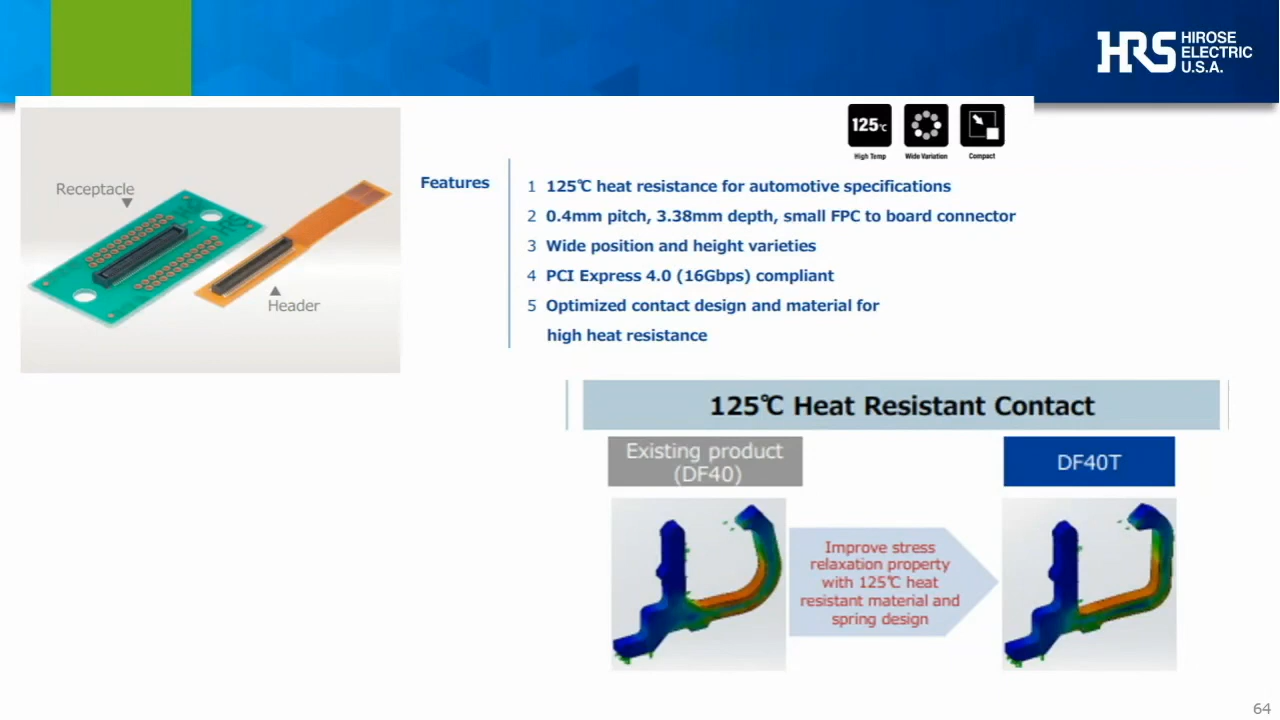 HRS HIROSE
ELECTRIC
U.S.A.
Receptacle
Header
125℃
High Temp
Wide Variation
Compact
Features
1 125℃ heat resistance for automotive specifications
2 0.4mm pitch, 3.38mm depth, small FPC to board connector
3 Wide position and height varieties
4 PCI Express 4.0 (16Gbps) compliant
5 Optimized contact design and material for
high heat resistance
125℃ Heat Resistant Contact
Existing product
(DF40)
DF40T
Improve stress
relaxation property
with 125℃ heat
resistant material and
spring design
64